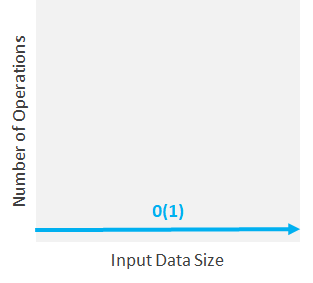 Number of Operations
0(1)
Input Data Size